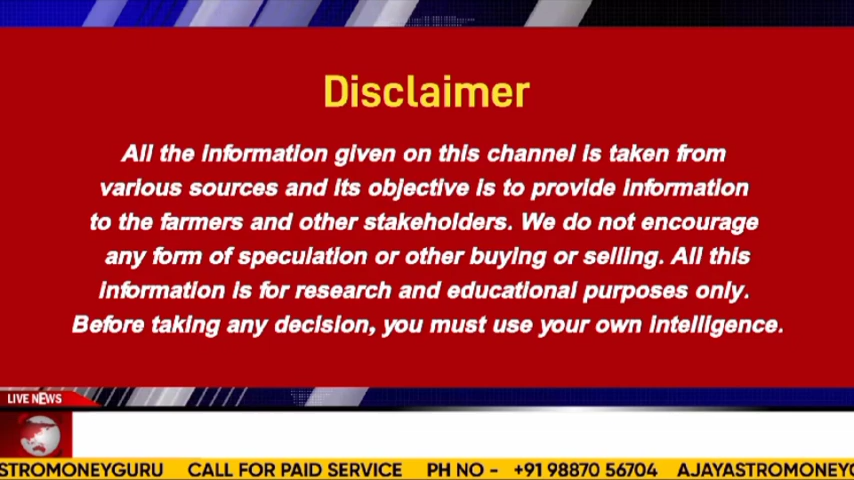 Disclaimer
All the information given on this channel is taken from
various sources and its objective is to provide information
to the farmers and other stakeholders. We do not encourage
any form of speculation or other buying or selling. All this
information is for research and educational purposes only.
Before taking any decision, you must use your own intelligence.
LIVE NEWS
STROMONEYGURU CALL FOR PAID SERVICE PH NO - +91 98870 56704 AJAYASTROMONEYG